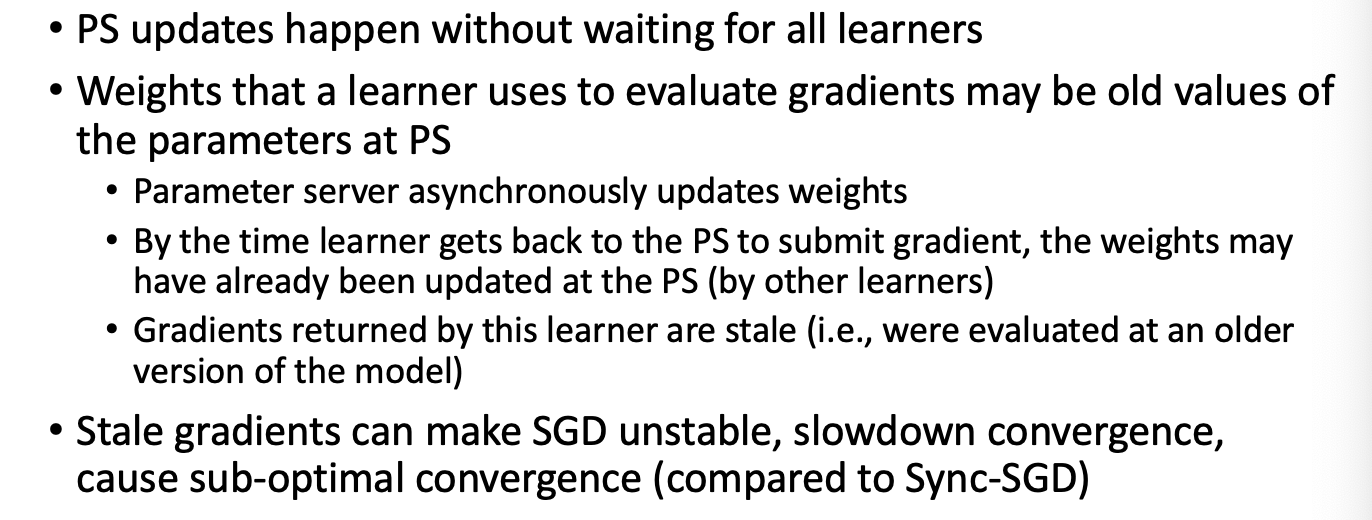 • PS updates happen without waiting for all learners
• Weights that a learner uses to evaluate gradients may be old values of
the parameters at PS
• Parameter server asynchronously updates weights
• By the time learner gets back to the PS to submit gradient, the weights may
have already been updated at the PS (by other learners)
• Gradients returned by this learner are stale (i.e., were evaluated at an older
version of the model)
• Stale gradients can make SGD unstable, slowdown convergence,
cause sub-optimal convergence (compared to Sync-SGD)